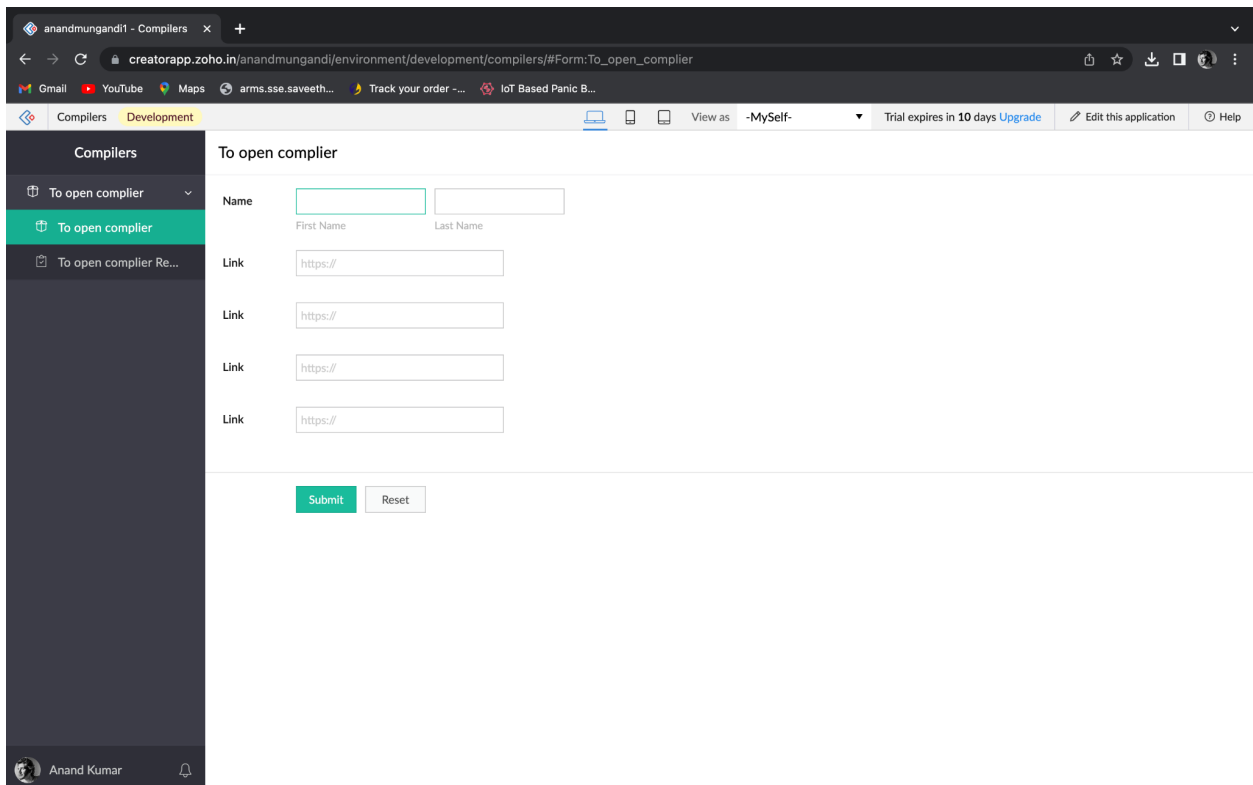 anandmungandi1 - Compilers
creatorapp.zoho.in/anandmungandi/environment/development/compilers/#Form:To_open_complier
Gmail YouTube Maps arms.sse.saveeth... Track your order -... IoT Based Panic B...
Compilers Development View as -MySelf- Trial expires in 10 days Upgrade Edit this application Help
Compilers
To open complier
To open complier
To open complier Re...
To open complier
Name
First Name Last Name
Link https://
Link https://
Link https://
Link https://
Submit Reset
Anand Kumar